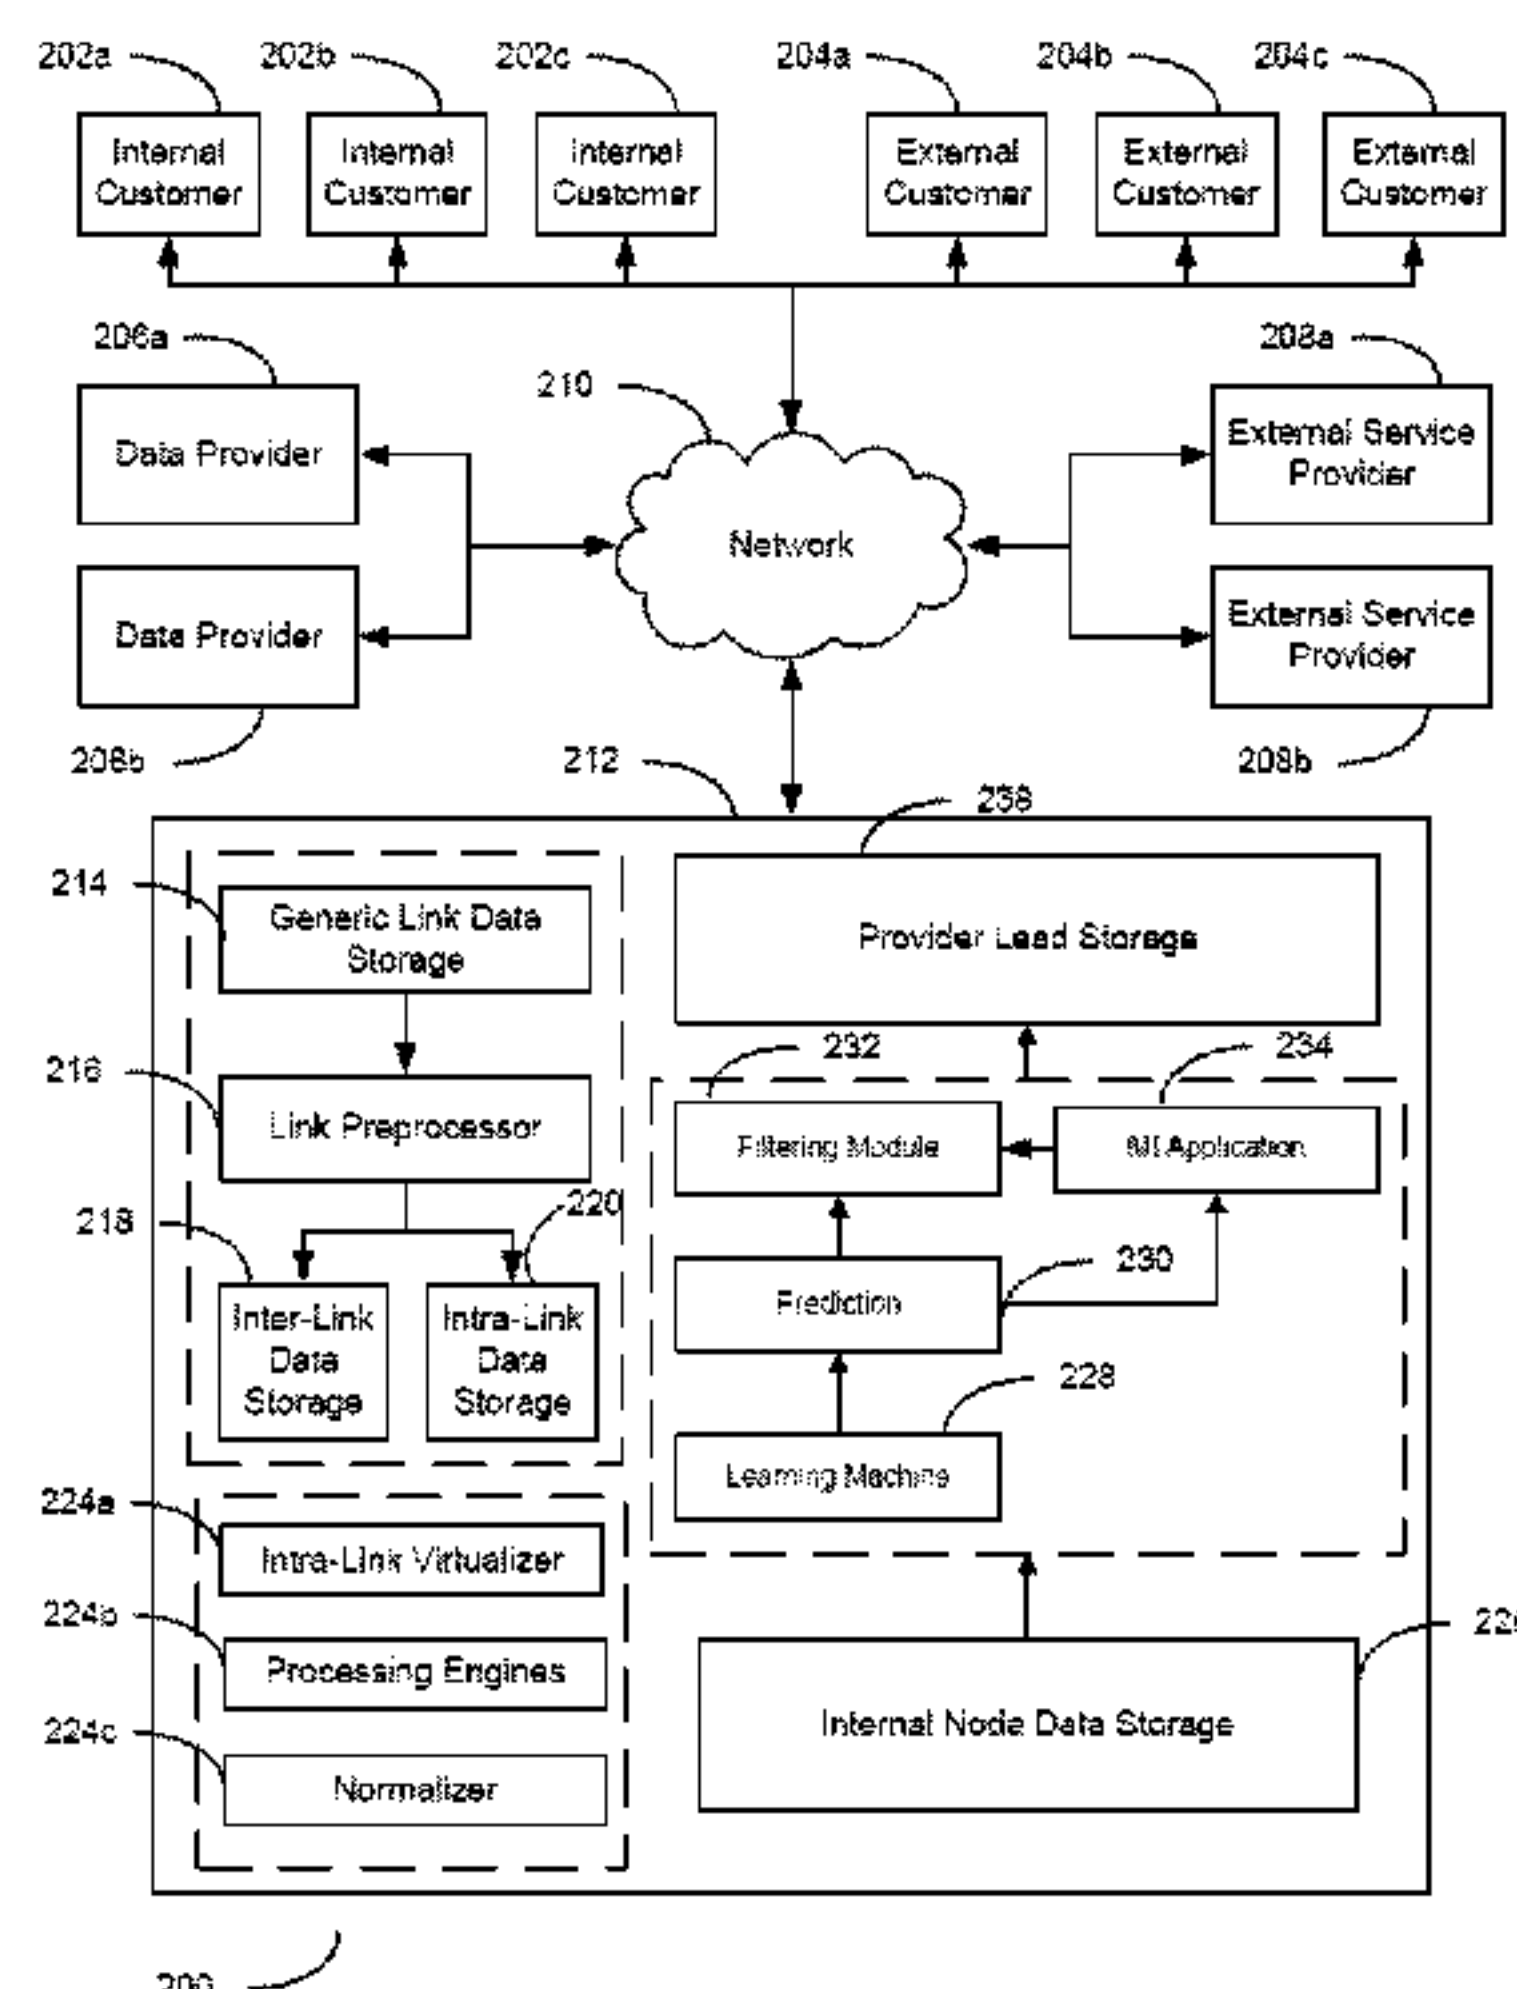 202a 202b 202c 204a 204b 204c
Internal Customer
Internal Customer
Internal Customer
External Customer
External Customer
External Customer
206a
208a
210
Data Provider
External Service Provider
Network
Data Provider
External Service Provider
206b
208b
212
238
214
Generic Link Data
Storage
Provider Lead Storage
232
234
216
Link Preprocessor
Filtering Module
MI Application
218
220
230
Inter-Link
Data
Storage
Intra-Link
Data
Storage
Prediction
228
Learning Machine
224a
Intra-Link Virtualizer
224b
Processing Engines
Internal Node Data Storage
224c
Normalizer